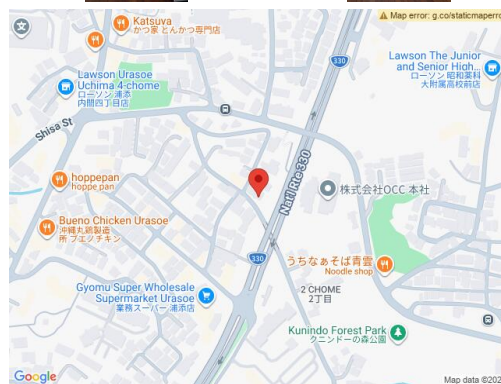 Map error: g.co/staticmaperro
Katsuya
かつ家 とんかつ専門店
Lawson Urasoe
Uchima 4-chome
ローソン 浦添
内間四丁目店
330
Lawson The Junior
and Senior High...
ローソン 昭和薬科
大附属高校前店
Shisa St
Nat'l Rte 330
hoppepan
hoppe pan
株式会社OCC 本社
Bueno Chicken Urasoe
沖縄丸鶏製造
所 ブエノチキン
330
うちなぁそば青雲
Noodle shop
Gyomu Super Wholesale
Supermarket Urasoe
業務スーパー 浦添店
2 CHOME
2丁目
Kunindo Forest Park
クニンドーの森公園
Google
Map data ©202